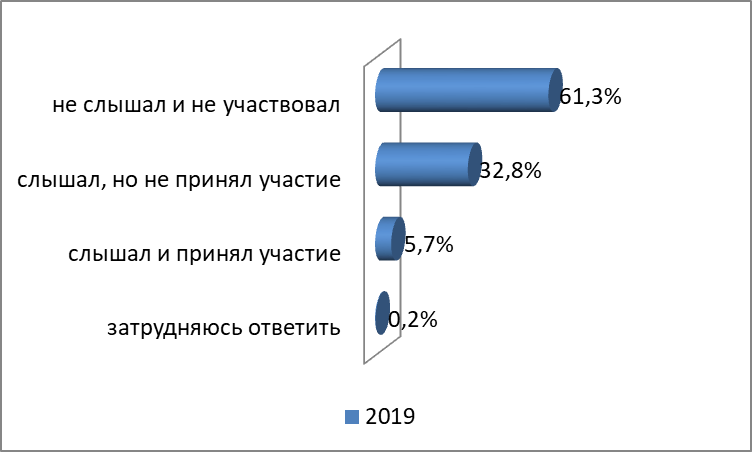 не слышал и не участвовал 61,3%
слышал, но не принял участие 32,8%
слышал и принял участие 5,7%
затрудняюсь ответить 0,2%
2019